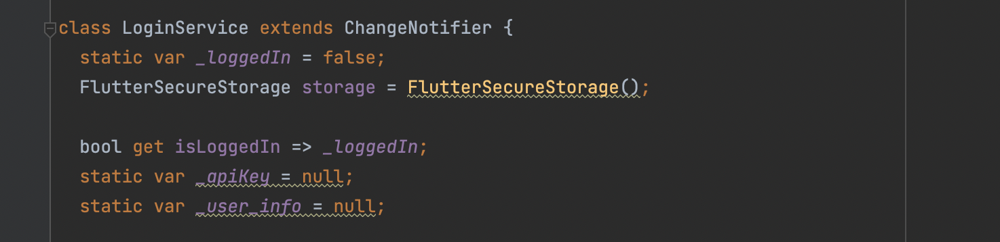 class LoginService extends ChangeNotifier {
static var _loggedIn = false;
FlutterSecureStorage storage = FlutterSecureStorage();
bool get isLoggedIn => _loggedIn;
static var _apiKey = null;
static var _user_info = null;